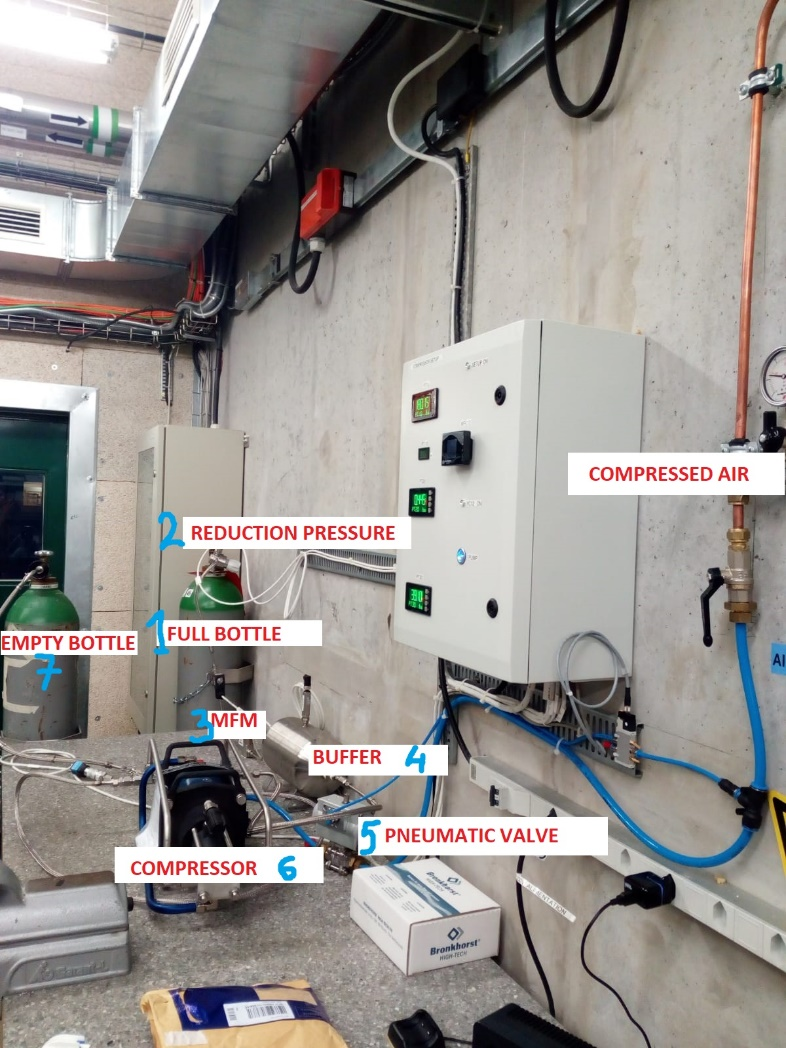 COMPRESSED AIR
2 REDUCTION PRESSURE
1 FULL BOTTLE
EMPTY BOTTLE
7
3 MFM
BUFFER 4
5 PNEUMATIC VALVE
COMPRESSOR 6
Bronkhorst
HIGH-TECH